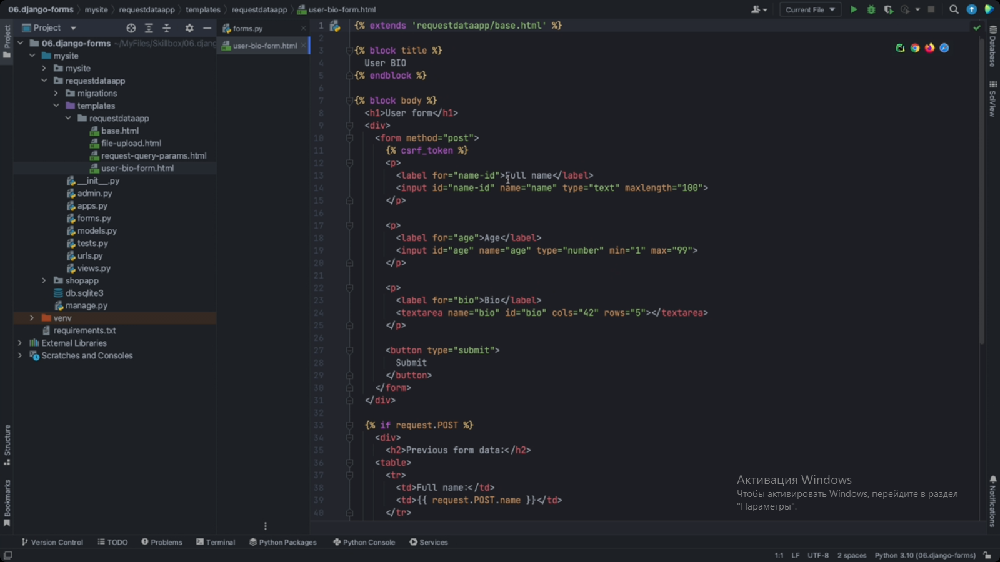 06.django-forms mysite requestdataapp templates requestdataapp user-bio-form.html
Current File
Project
forms.py
user-bio-form.html
Project
06.django-forms ~/MyFiles/Skillbox/06.djang
mysite
mysite
requestdataapp
migrations
templates
requestdataapp
base.html
file-upload.html
request-query-params.html
user-bio-form.html
__init__.py
admin.py
apps.py
forms.py
models.py
tests.py
urls.py
views.py
shopapp
db.sqlite3
manage.py
venv
requirements.txt
External Libraries
Scratches and Consoles
Structure
Bookmarks
1 {% extends 'requestdataapp/base.html' %}
2
3 {% block title %}
4 User BIO
5 {% endblock %}
6
7 {% block body %}
8 <h1>User form</h1>
9 <div>
10 <form method="post">
11 {% csrf_token %}
12 <p>
13 <label for="name-id">Full name</label>
14 <input id="name-id" name="name" type="text" maxlength="100">
15 </p>
16
17 <p>
18 <label for="age">Age</label>
19 <input id="age" name="age" type="number" min="1" max="99">
20 </p>
21
22 <p>
23 <label for="bio">Bio</label>
24 <textarea name="bio" id="bio" cols="42" rows="5"></textarea>
25 </p>
26
27 <button type="submit">
28 Submit
29 </button>
30 </form>
31 </div>
32
33 {% if request.POST %}
34 <div>
35 <h2>Previous form data:</h2>
36 <table>
37 <tr>
38 <td>Full name:</td>
39 <td>{{ request.POST.name }}</td>
40 </tr>
Database
SciView
Notifications
Активация Windows
Чтобы активировать Windows, перейдите в раздел
"Параметры".
Version Control TODO Problems Terminal Python Packages Python Console Services
1:1 LF UTF-8 2 spaces Python 3.10 (06.django-forms)